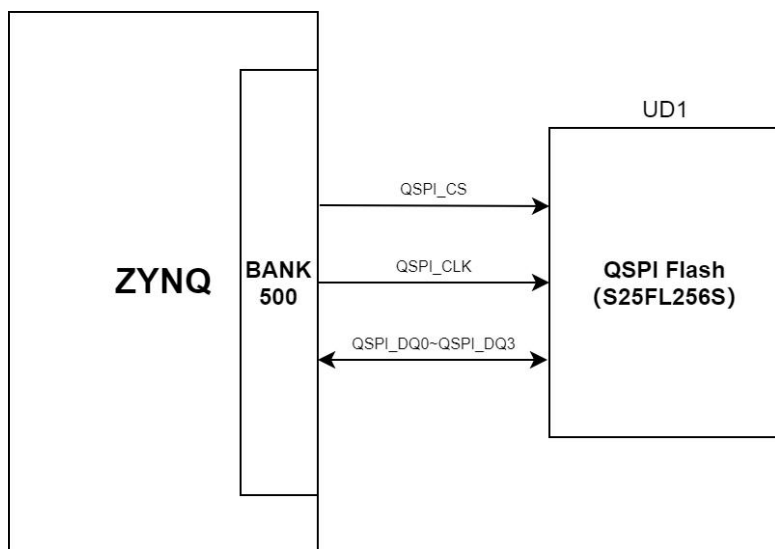 UD1
QSPI_CS
ZYNQ
BANK
500
QSPI_CLK
QSPI Flash
(S25FL256S)
QSPI_DQ0~QSPI_DQ3